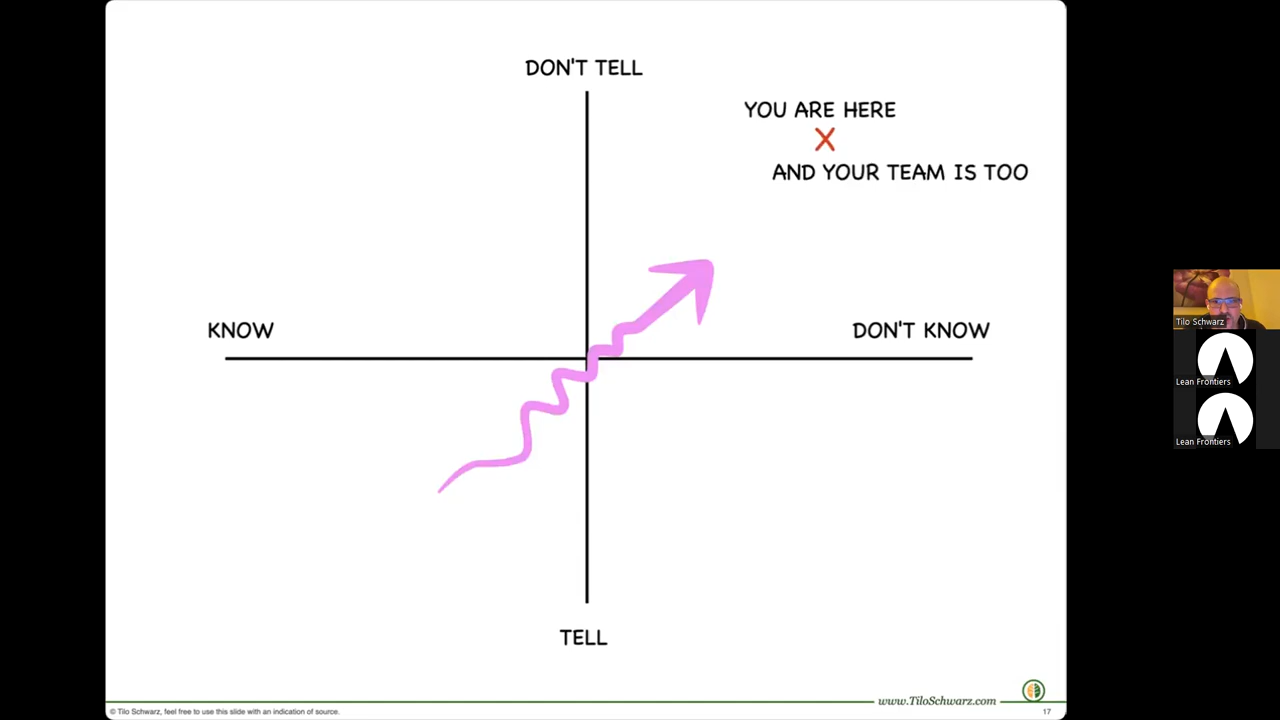 DON'T TELL
YOU ARE HERE
X
AND YOUR TEAM IS TOO
KNOW
DON'T KNOW
TELL
© Tilo Schwarz, feel free to use this slide with an indication of source.
www.TiloSchwarz.com
17
Tilo Schwarz
Lean Frontiers
Lean Frontiers